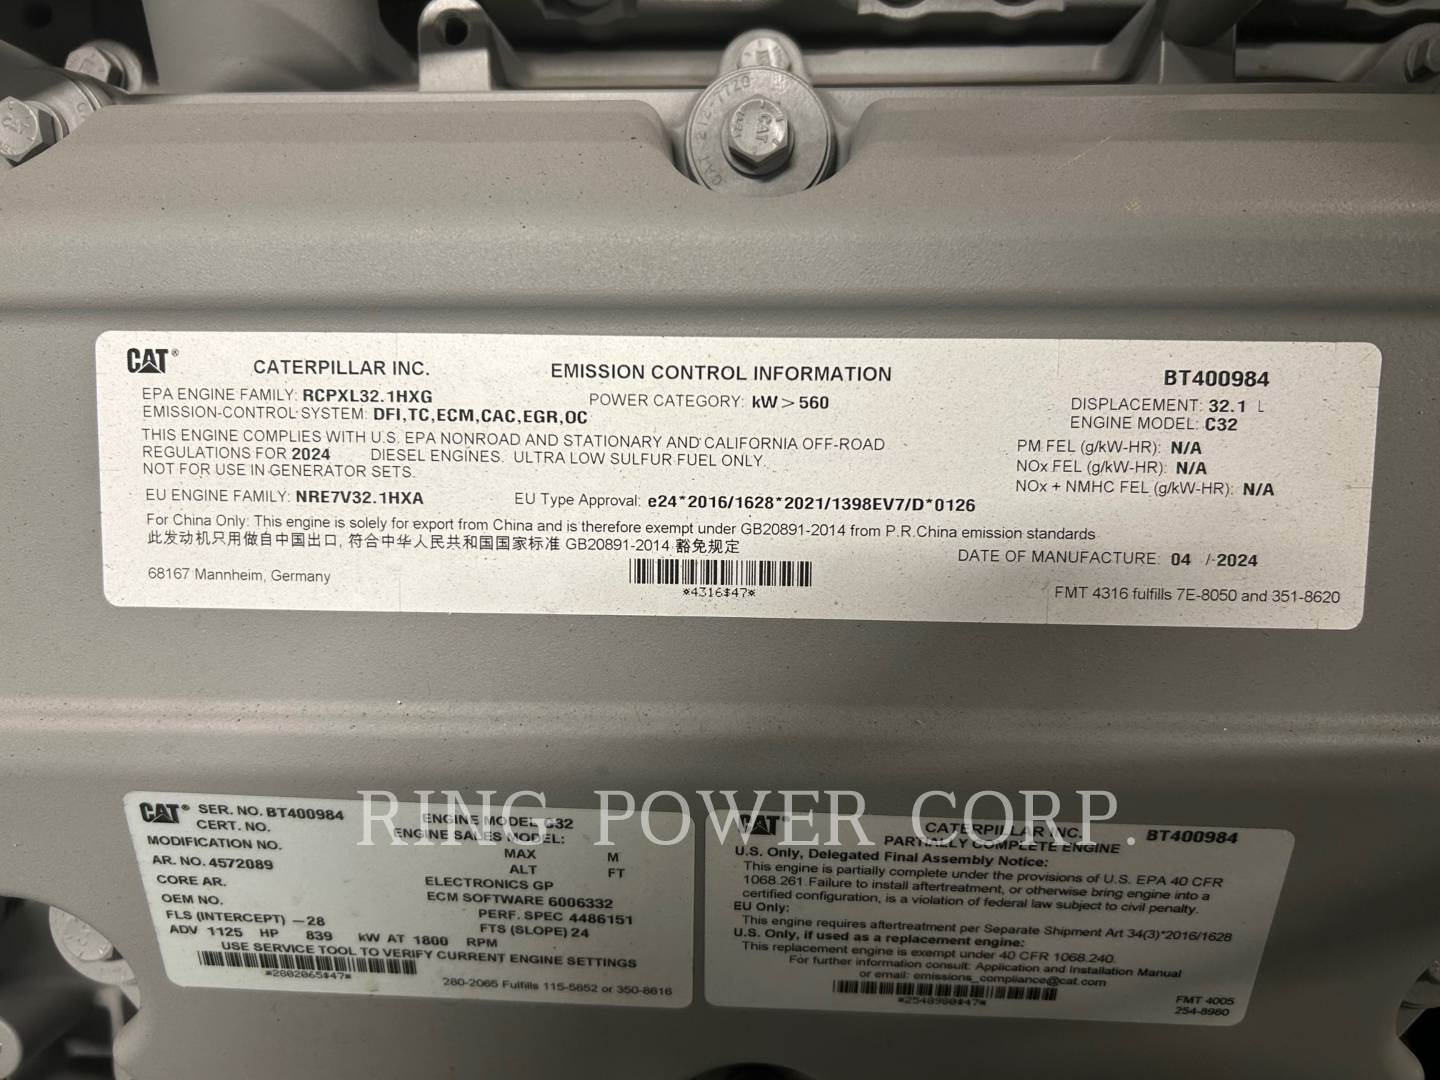 CAT 212-1720
CAT
CAT
CAT® CATERPILLAR INC. EMISSION CONTROL INFORMATION BT400984
EPA ENGINE FAMILY: RCPXL32.1HXG POWER CATEGORY: kW > 560 DISPLACEMENT: 32.1 L
EMISSION-CONTROL SYSTEM: DFI,TC,ECM,CAC,EGR,OC ENGINE MODEL: C32
THIS ENGINE COMPLIES WITH U.S. EPA NONROAD AND STATIONARY AND CALIFORNIA OFF-ROAD PM FEL (g/kW-HR): N/A
REGULATIONS FOR 2024 DIESEL ENGINES. ULTRA LOW SULFUR FUEL ONLY. NOx FEL (g/kW-HR): N/A
NOT FOR USE IN GENERATOR SETS. NOx + NMHC FEL (g/kW-HR): N/A
EU ENGINE FAMILY: NRE7V32.1HXA EU Type Approval: e24*2016/1628*2021/1398EV7/D*0126
For China Only: This engine is solely for export from China and is therefore exempt under GB20891-2014 from P.R.China emission standards
此发动机只用做自中国出口, 符合中华人民共和国国家标准 GB20891-2014 豁免规定 DATE OF MANUFACTURE: 04 /-2024
68167 Mannheim, Germany *4316$47* FMT 4316 fulfills 7E-8050 and 351-8620
RING POWER CORP.
CAT® SER. NO. BT400984 ENGINE MODEL C32
CERT. NO. ENGINE SALES MODEL:
MODIFICATION NO. MAX M
AR. NO. 4572089 ALT FT
CORE AR. ELECTRONICS GP
OEM NO. ECM SOFTWARE 6006332
FLS (INTERCEPT) -28 PERF. SPEC 4486151
ADV 1125 HP 839 kW AT 1800 RPM FTS (SLOPE) 24
USE SERVICE TOOL TO VERIFY CURRENT ENGINE SETTINGS
*2802065$47* 280-2065 Fulfills 115-5852 or 350-8616
CAT® CATERPILLAR INC. BT400984
PARTIALLY COMPLETE ENGINE
U.S. Only, Delegated Final Assembly Notice:
This engine is partially complete under the provisions of U.S. EPA 40 CFR
1068.261. Failure to install aftertreatment, or otherwise bring engine into a
certified configuration, is a violation of federal law subject to civil penalty.
EU Only:
This engine requires aftertreatment per Separate Shipment Art 34(3)*2016/1628
U.S. Only, if used as a replacement engine:
This replacement engine is exempt under 40 CFR 1068.240.
For further information consult: Application and Installation Manual
or email: emissions_compliance@cat.com
*2548980$47* FMT 4005
254-8980